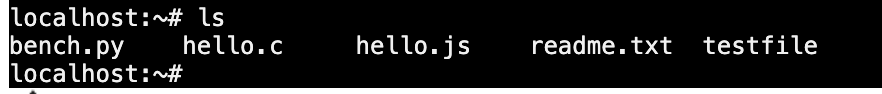 localhost:~# ls
bench.py    hello.c     hello.js    readme.txt  testfile
localhost:~#